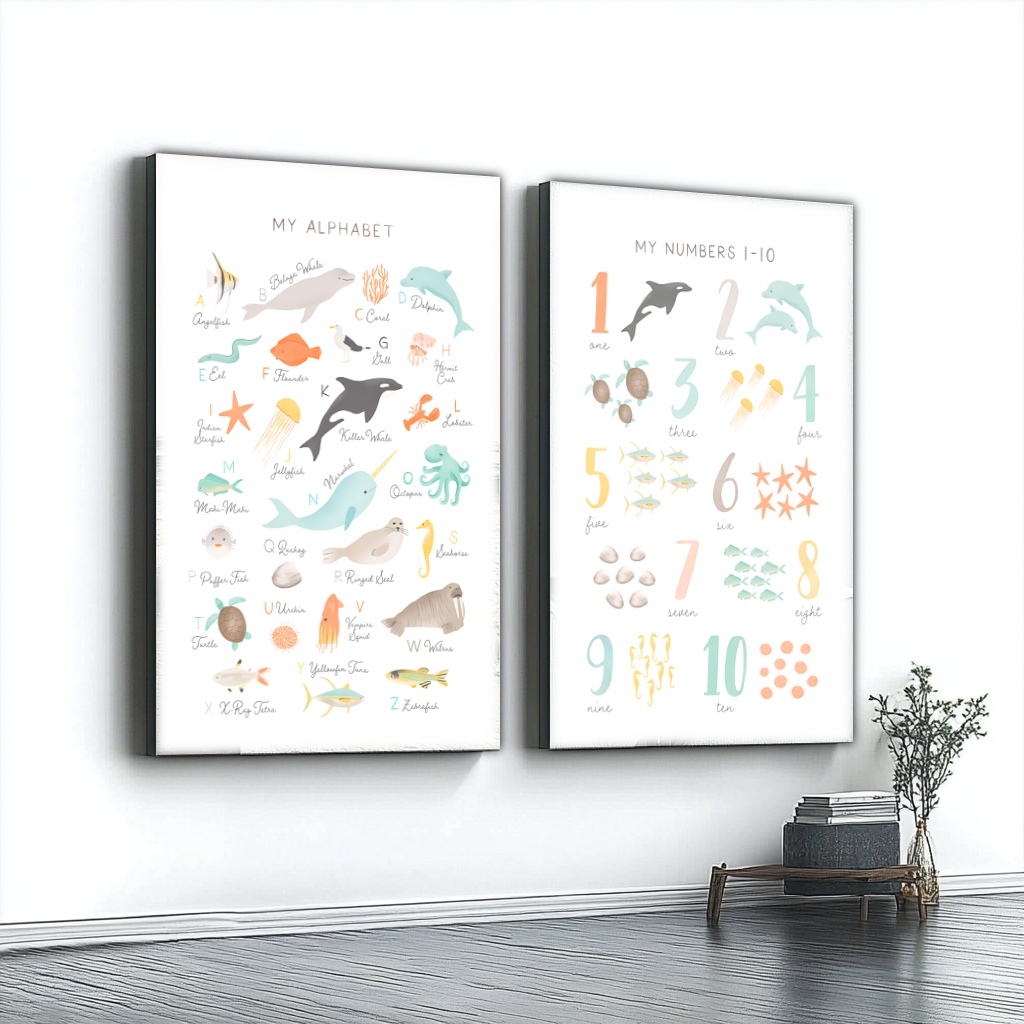 MY ALPHABET
A
Angelfish
B Beluga Whale
C Coral
D Dolphin
E Eel
F Flounder
G
Gull
H
Hermit
Crab
I
Indian
Starfish
J
Jellyfish
K
Killer Whale
L
Lobster
M
Mahi-Mahi
N Narwhal
O
Octopus
P Puffer Fish
Q Quahog
R Ringed Seal
S
Seahorse
T
Turtle
U Urchin
V
Vampire
Squid
W Walrus
X X-Ray Tetra
Y Yellowfin Tuna
Z Zebrafish
MY NUMBERS 1-10
1
one
2
two
3
three
4
four
5
five
6
six
7
seven
8
eight
9
nine
10
ten